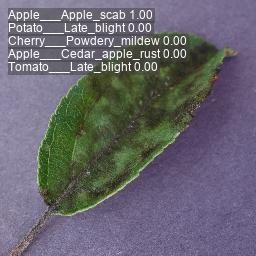 Apple___Apple_scab 1.00
Potato___Late_blight 0.00
Cherry___Powdery_mildew 0.00
Apple___Cedar_apple_rust 0.00
Tomato___Late_blight 0.00